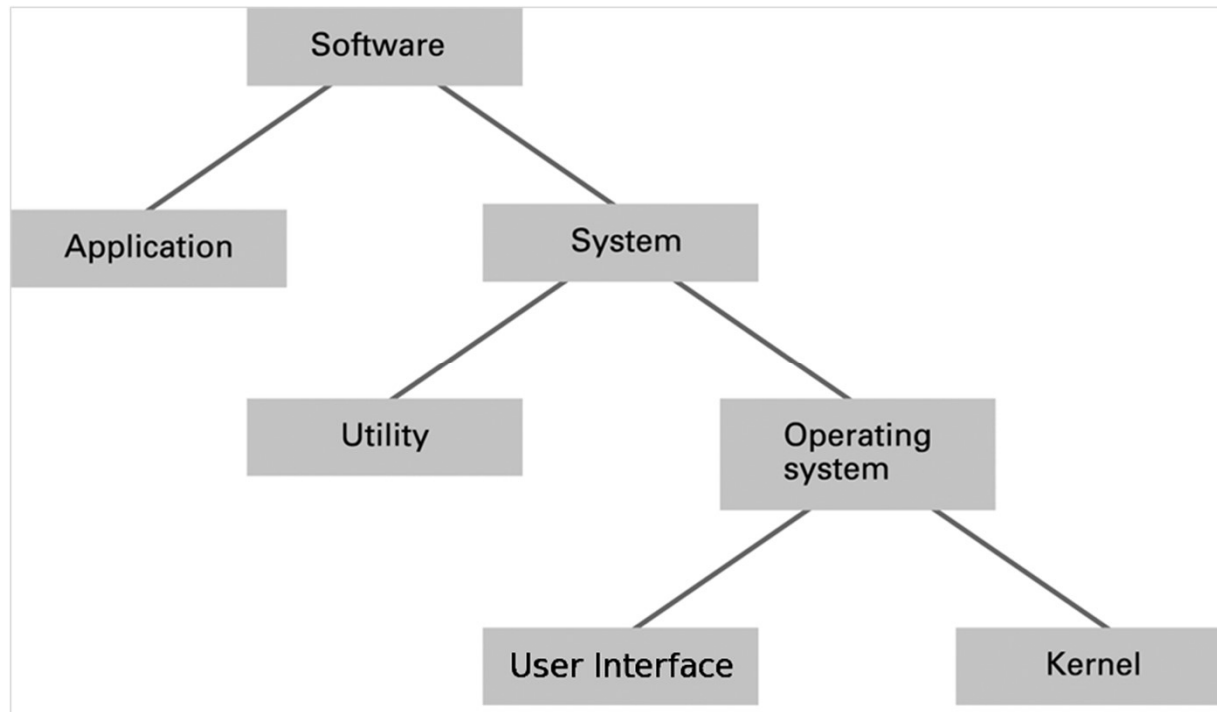 Software
Application
System
Utility
Operating
system
User Interface
Kernel